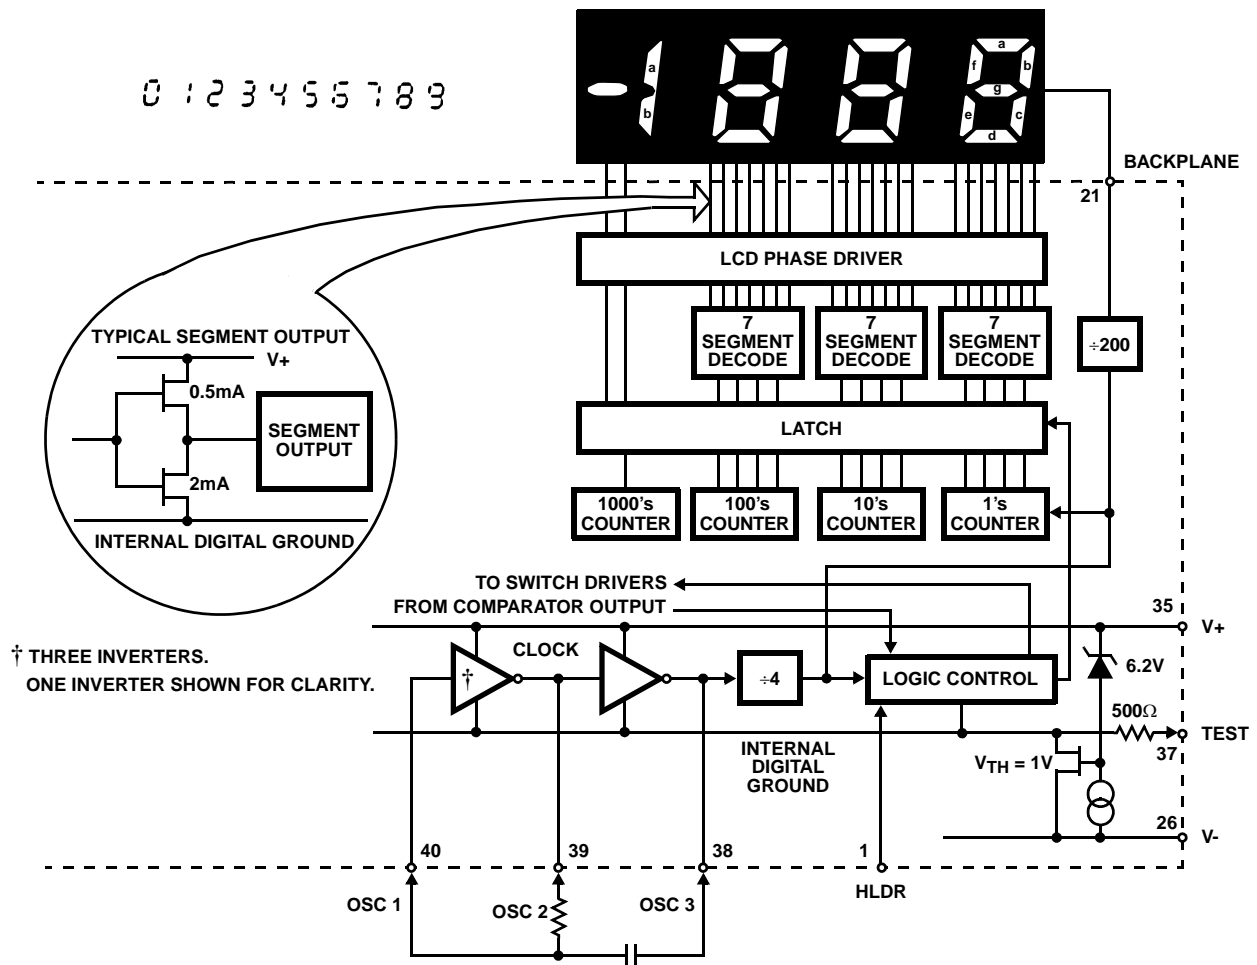 a
b
a
f
b
g
e
c
d
0 1 2 3 4 5 6 7 8 9
BACKPLANE
21
LCD PHASE DRIVER
TYPICAL SEGMENT OUTPUT
V+
0.5mA
SEGMENT
OUTPUT
2mA
INTERNAL DIGITAL GROUND
7
SEGMENT
DECODE
7
SEGMENT
DECODE
7
SEGMENT
DECODE
÷200
LATCH
1000's
COUNTER
100's
COUNTER
10's
COUNTER
1's
COUNTER
TO SWITCH DRIVERS
FROM COMPARATOR OUTPUT
35
V+
† THREE INVERTERS.
ONE INVERTER SHOWN FOR CLARITY.
†
CLOCK
÷4
LOGIC CONTROL
6.2V
500Ω
TEST
37
INTERNAL
DIGITAL
GROUND
VTH = 1V
26
V-
40
39
38
1
OSC 1
OSC 2
OSC 3
HLDR